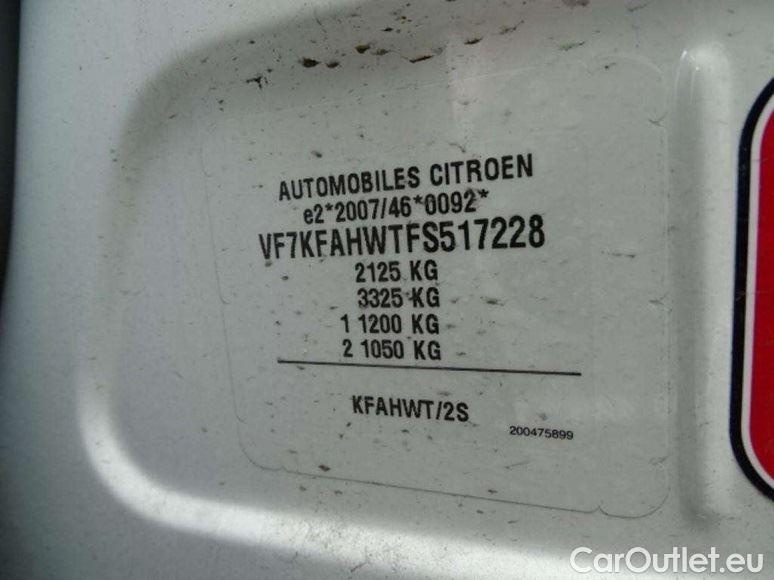 AUTOMOBILES CITROEN
e2*2007/46*0092*
VF7KFAHWTFS517228
2125 KG
3325 KG
1 1200 KG
2 1050 KG
KFAHWT/2S
200475899
CarOutlet.eu